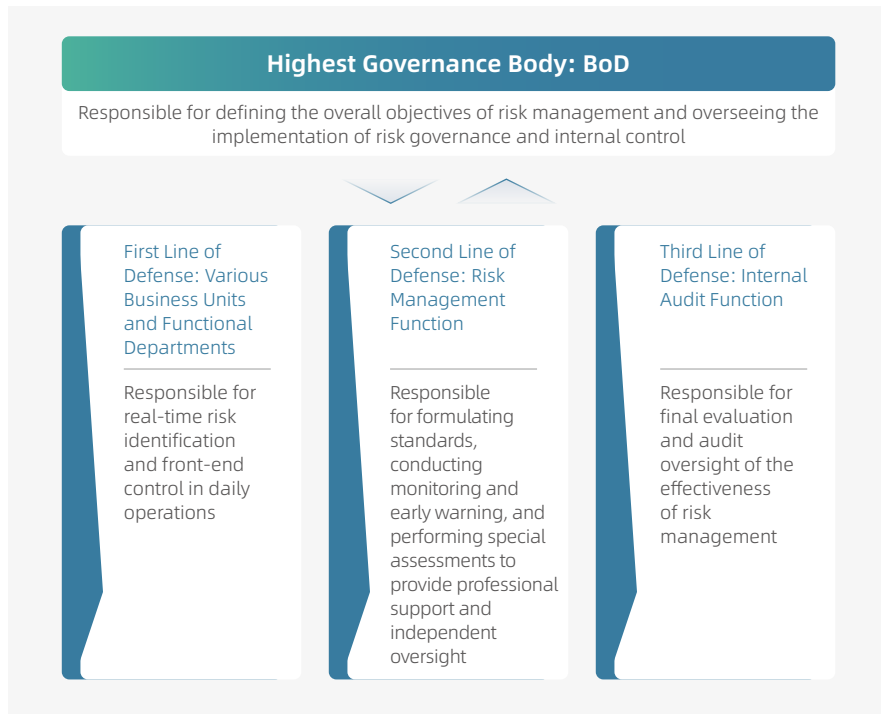 Highest Governance Body: BoD
Responsible for defining the overall objectives of risk management and overseeing the
implementation of risk governance and internal control
First Line of
Defense: Various
Business Units
and Functional
Departments
Responsible for
real-time risk
identification
and front-end
control in daily
operations
Second Line of
Defense: Risk
Management
Function
Responsible
for formulating
standards,
conducting
monitoring and
early warning, and
performing special
assessments to
provide professional
support and
independent
oversight
Third Line of
Defense: Internal
Audit Function
Responsible for
final evaluation
and audit
oversight of the
effectiveness
of risk
management